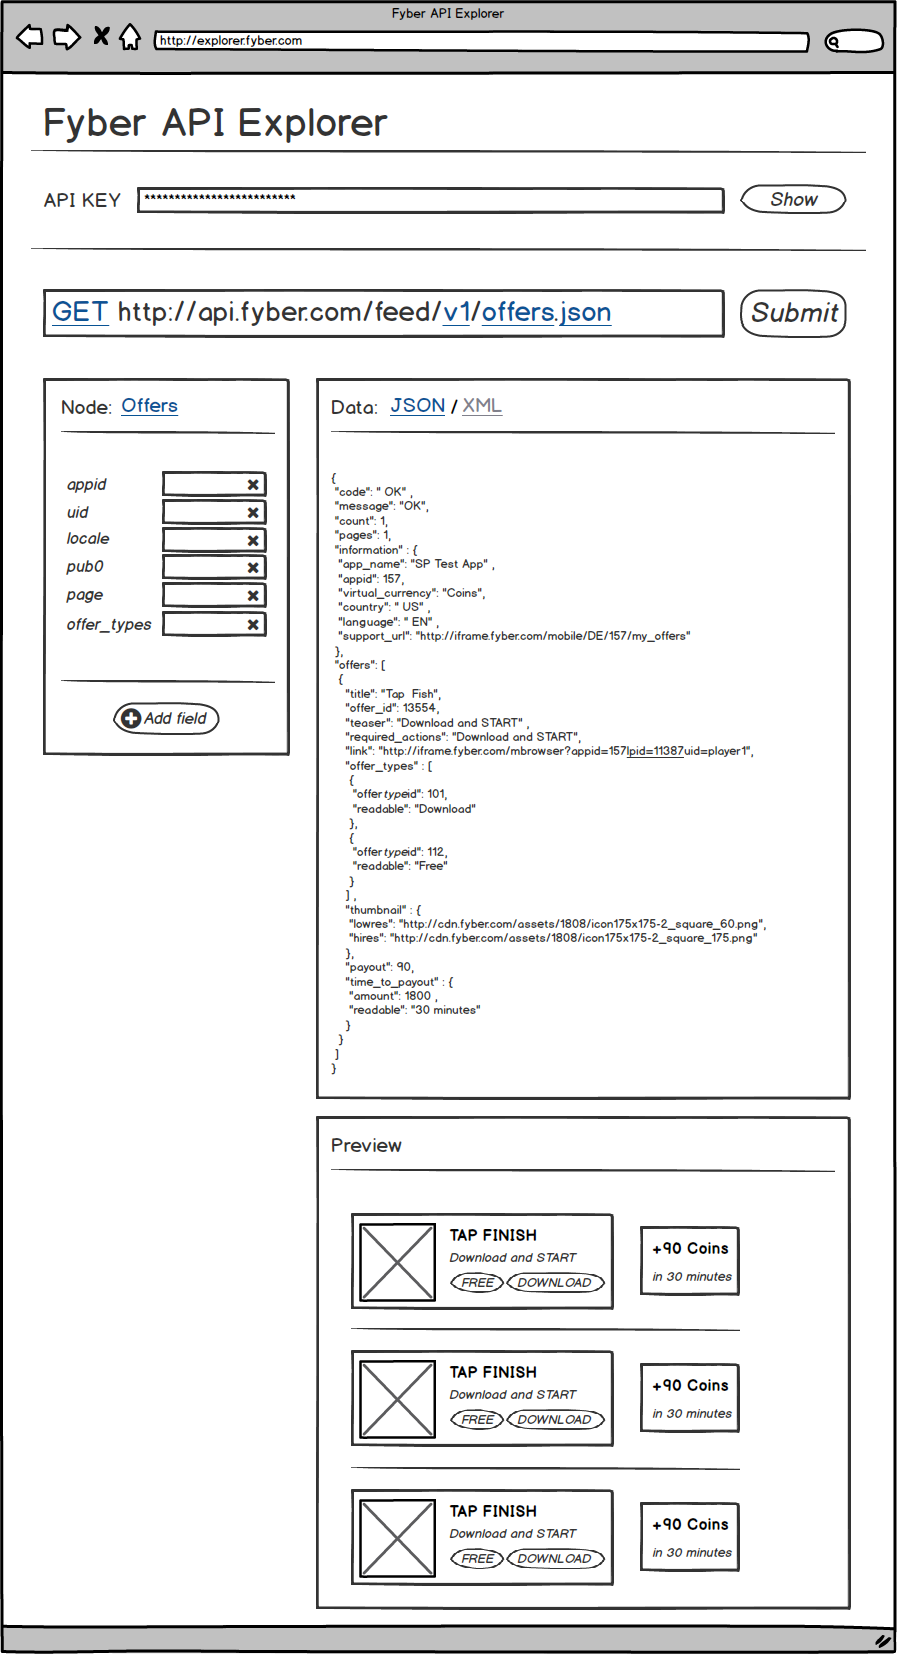 Fyber API Explorer
http://explorer.fyber.com
Fyber API Explorer
API KEY ************************** Show
GET http://api.fyber.com/feed/v1/offers.json Submit
Node: Offers
appid
uid
locale
pub0
page
offer_types
Add field
Data: JSON / XML
{
"code": " OK" ,
"message": "OK",
"count": 1,
"pages": 1,
"information" : {
"app_name": "SP Test App" ,
"appid": 157,
"virtual_currency": "Coins",
"country": " US" ,
"language": " EN" ,
"support_url": "http://iframe.fyber.com/mobile/DE/157/my_offers"
},
"offers": [
{
"title": "Tap  Fish",
"offer_id": 13554,
"teaser": "Download and START" ,
"required_actions": "Download and START",
"link": "http://iframe.fyber.com/mbrowser?appid=157lpid=11387uid=player1",
"offer_types" : [
{
"offertypeid": 101,
"readable": "Download"
},
{
"offertypeid": 112,
"readable": "Free"
}
] ,
"thumbnail" : {
"lowres": "http://cdn.fyber.com/assets/1808/icon175x175-2_square_60.png",
"hires": "http://cdn.fyber.com/assets/1808/icon175x175-2_square_175.png"
},
"payout": 90,
"time_to_payout" : {
"amount": 1800 ,
"readable": "30 minutes"
}
}
]
}
Preview
TAP FINISH
Download and START
FREE DOWNLOAD
+90 Coins
in 30 minutes
TAP FINISH
Download and START
FREE DOWNLOAD
+90 Coins
in 30 minutes
TAP FINISH
Download and START
FREE DOWNLOAD
+90 Coins
in 30 minutes